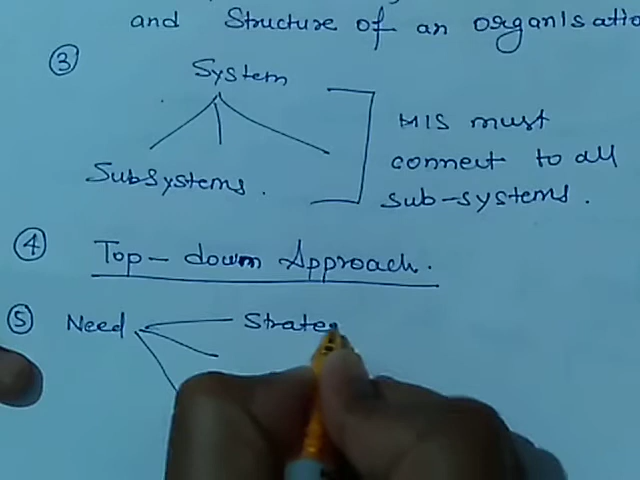 and Structure of an organisatio
③ System
Subsystems.
MIS must
connect to all
sub-systems.
④ Top-down Approach.
⑤ Need Strate